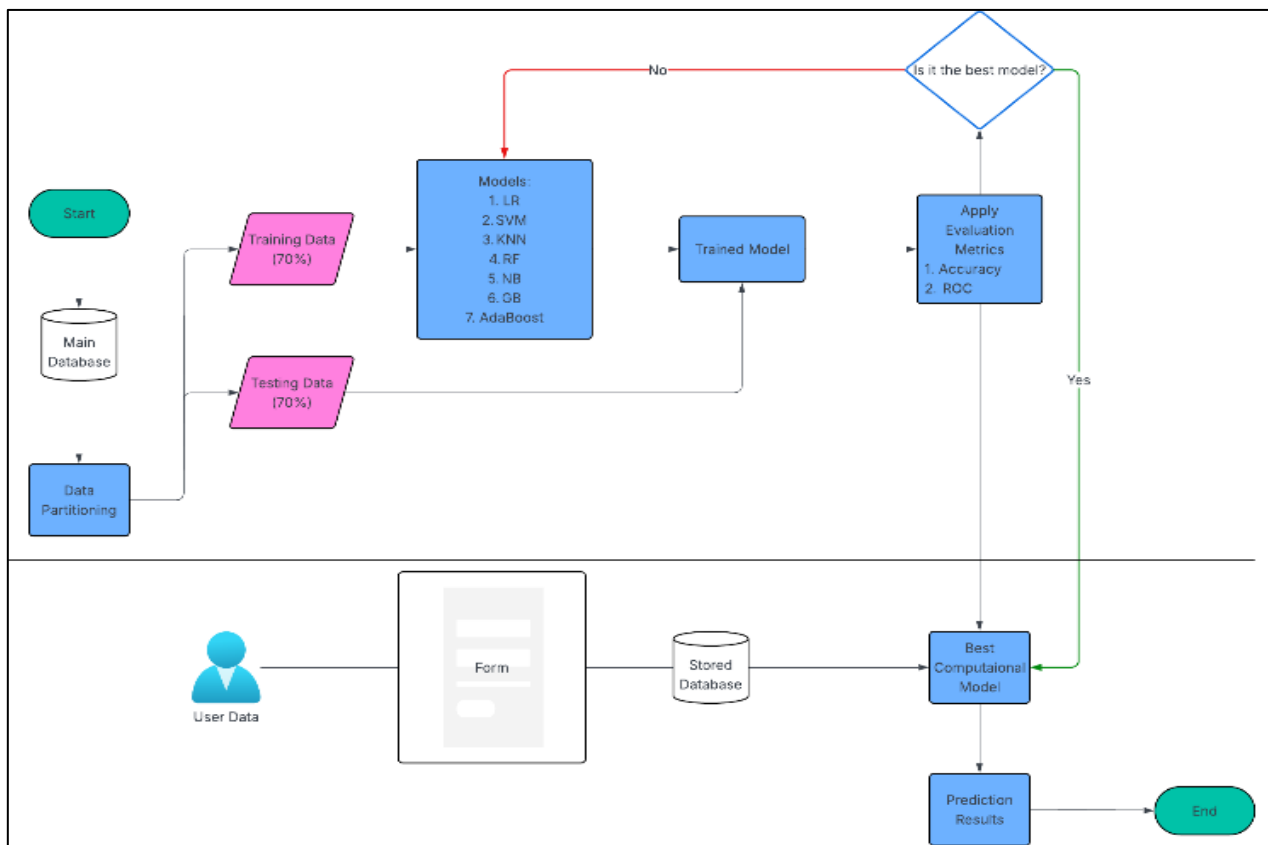 Is it the best model?
No
Models:
1. LR
2. SVM
3. KNN
4. RF
5. NB
6. GB
7. AdaBoost
Start
Training Data
(70%)
Trained Model
Apply
Evaluation
Metrics
1. Accuracy
2. ROC
Main
Database
Testing Data
(70%)
Yes
Data
Partitioning
User Data
Form
Stored
Database
Best
Computaional
Model
Prediction
Results
End